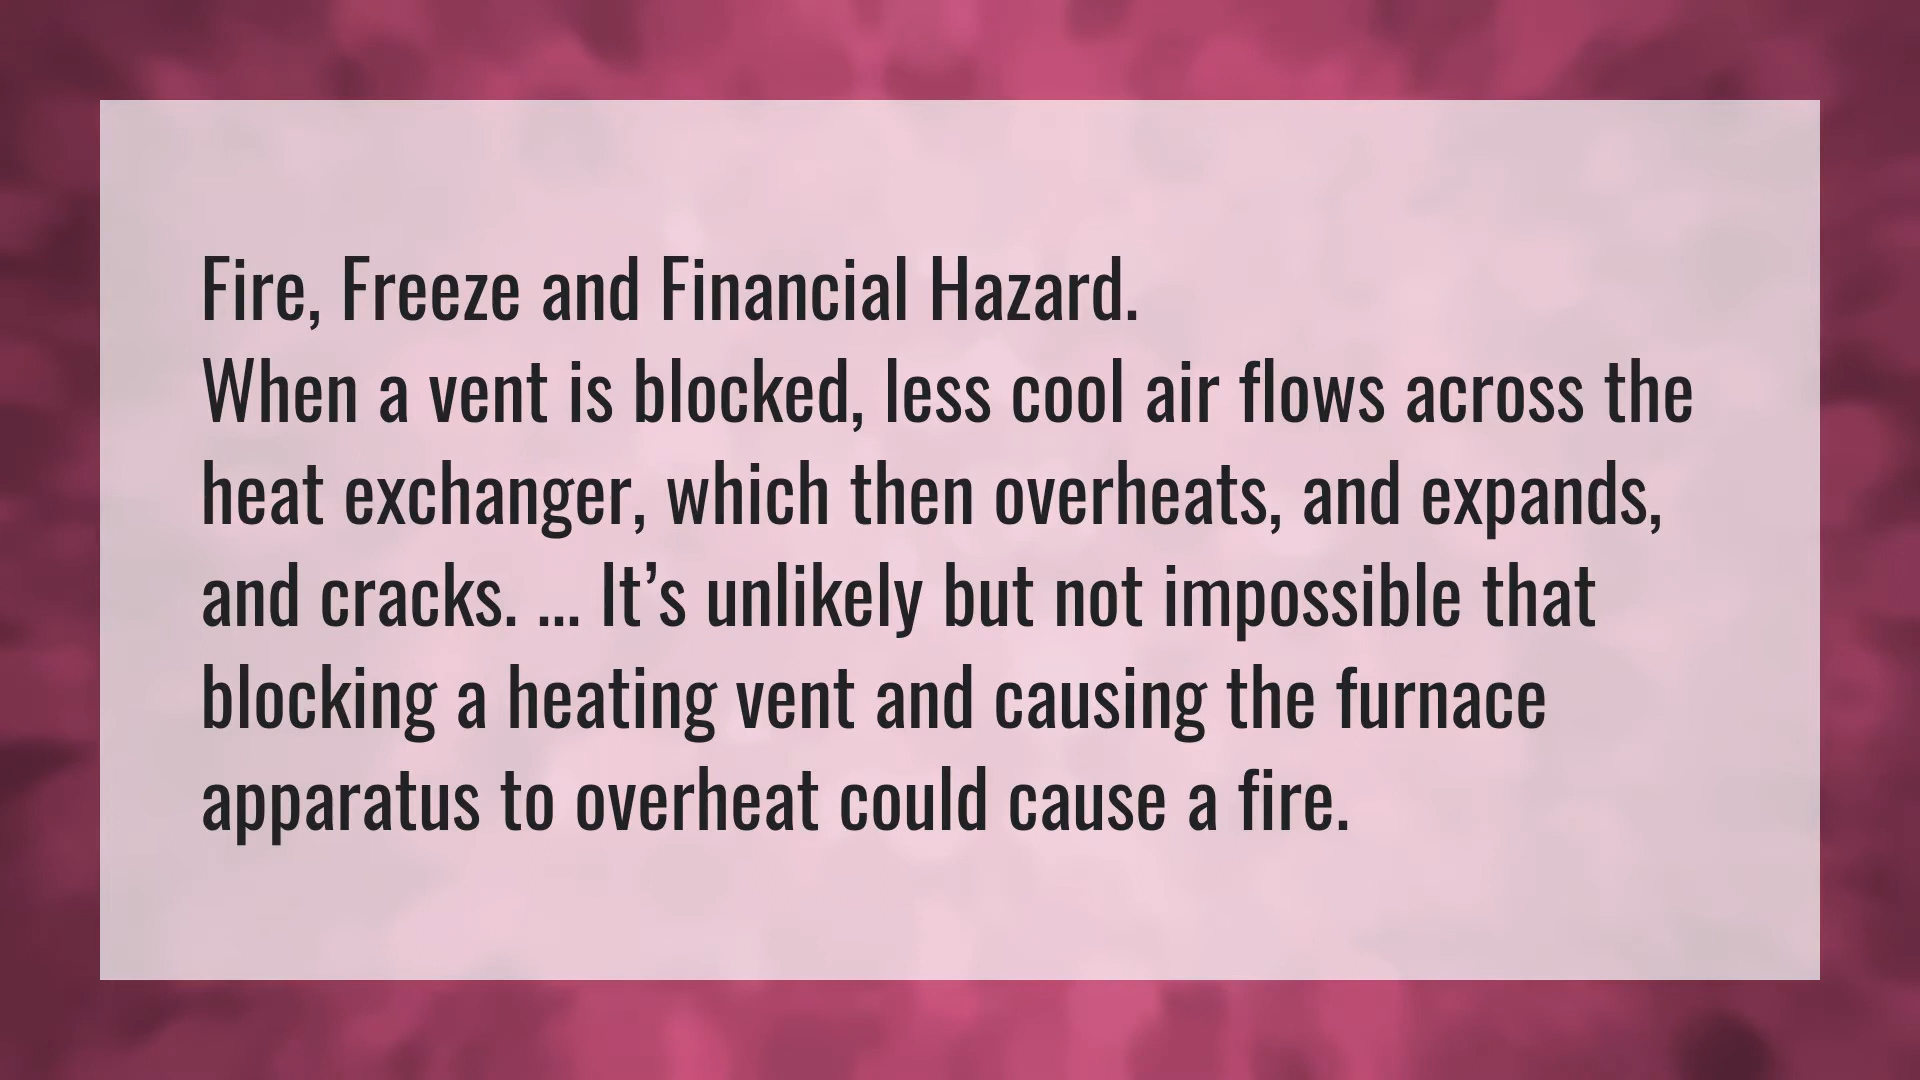 Fire, Freeze and Financial Hazard.
When a vent is blocked, less cool air flows across the
heat exchanger, which then overheats, and expands,
and cracks. ... It’s unlikely but not impossible that
blocking a heating vent and causing the furnace
apparatus to overheat could cause a fire.